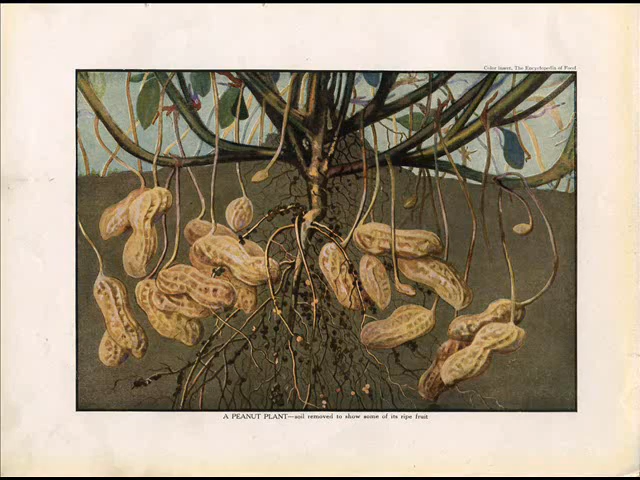 Color insert, The Encyclopedia of Food
A PEANUT PLANT—soil removed to show some of its ripe fruit